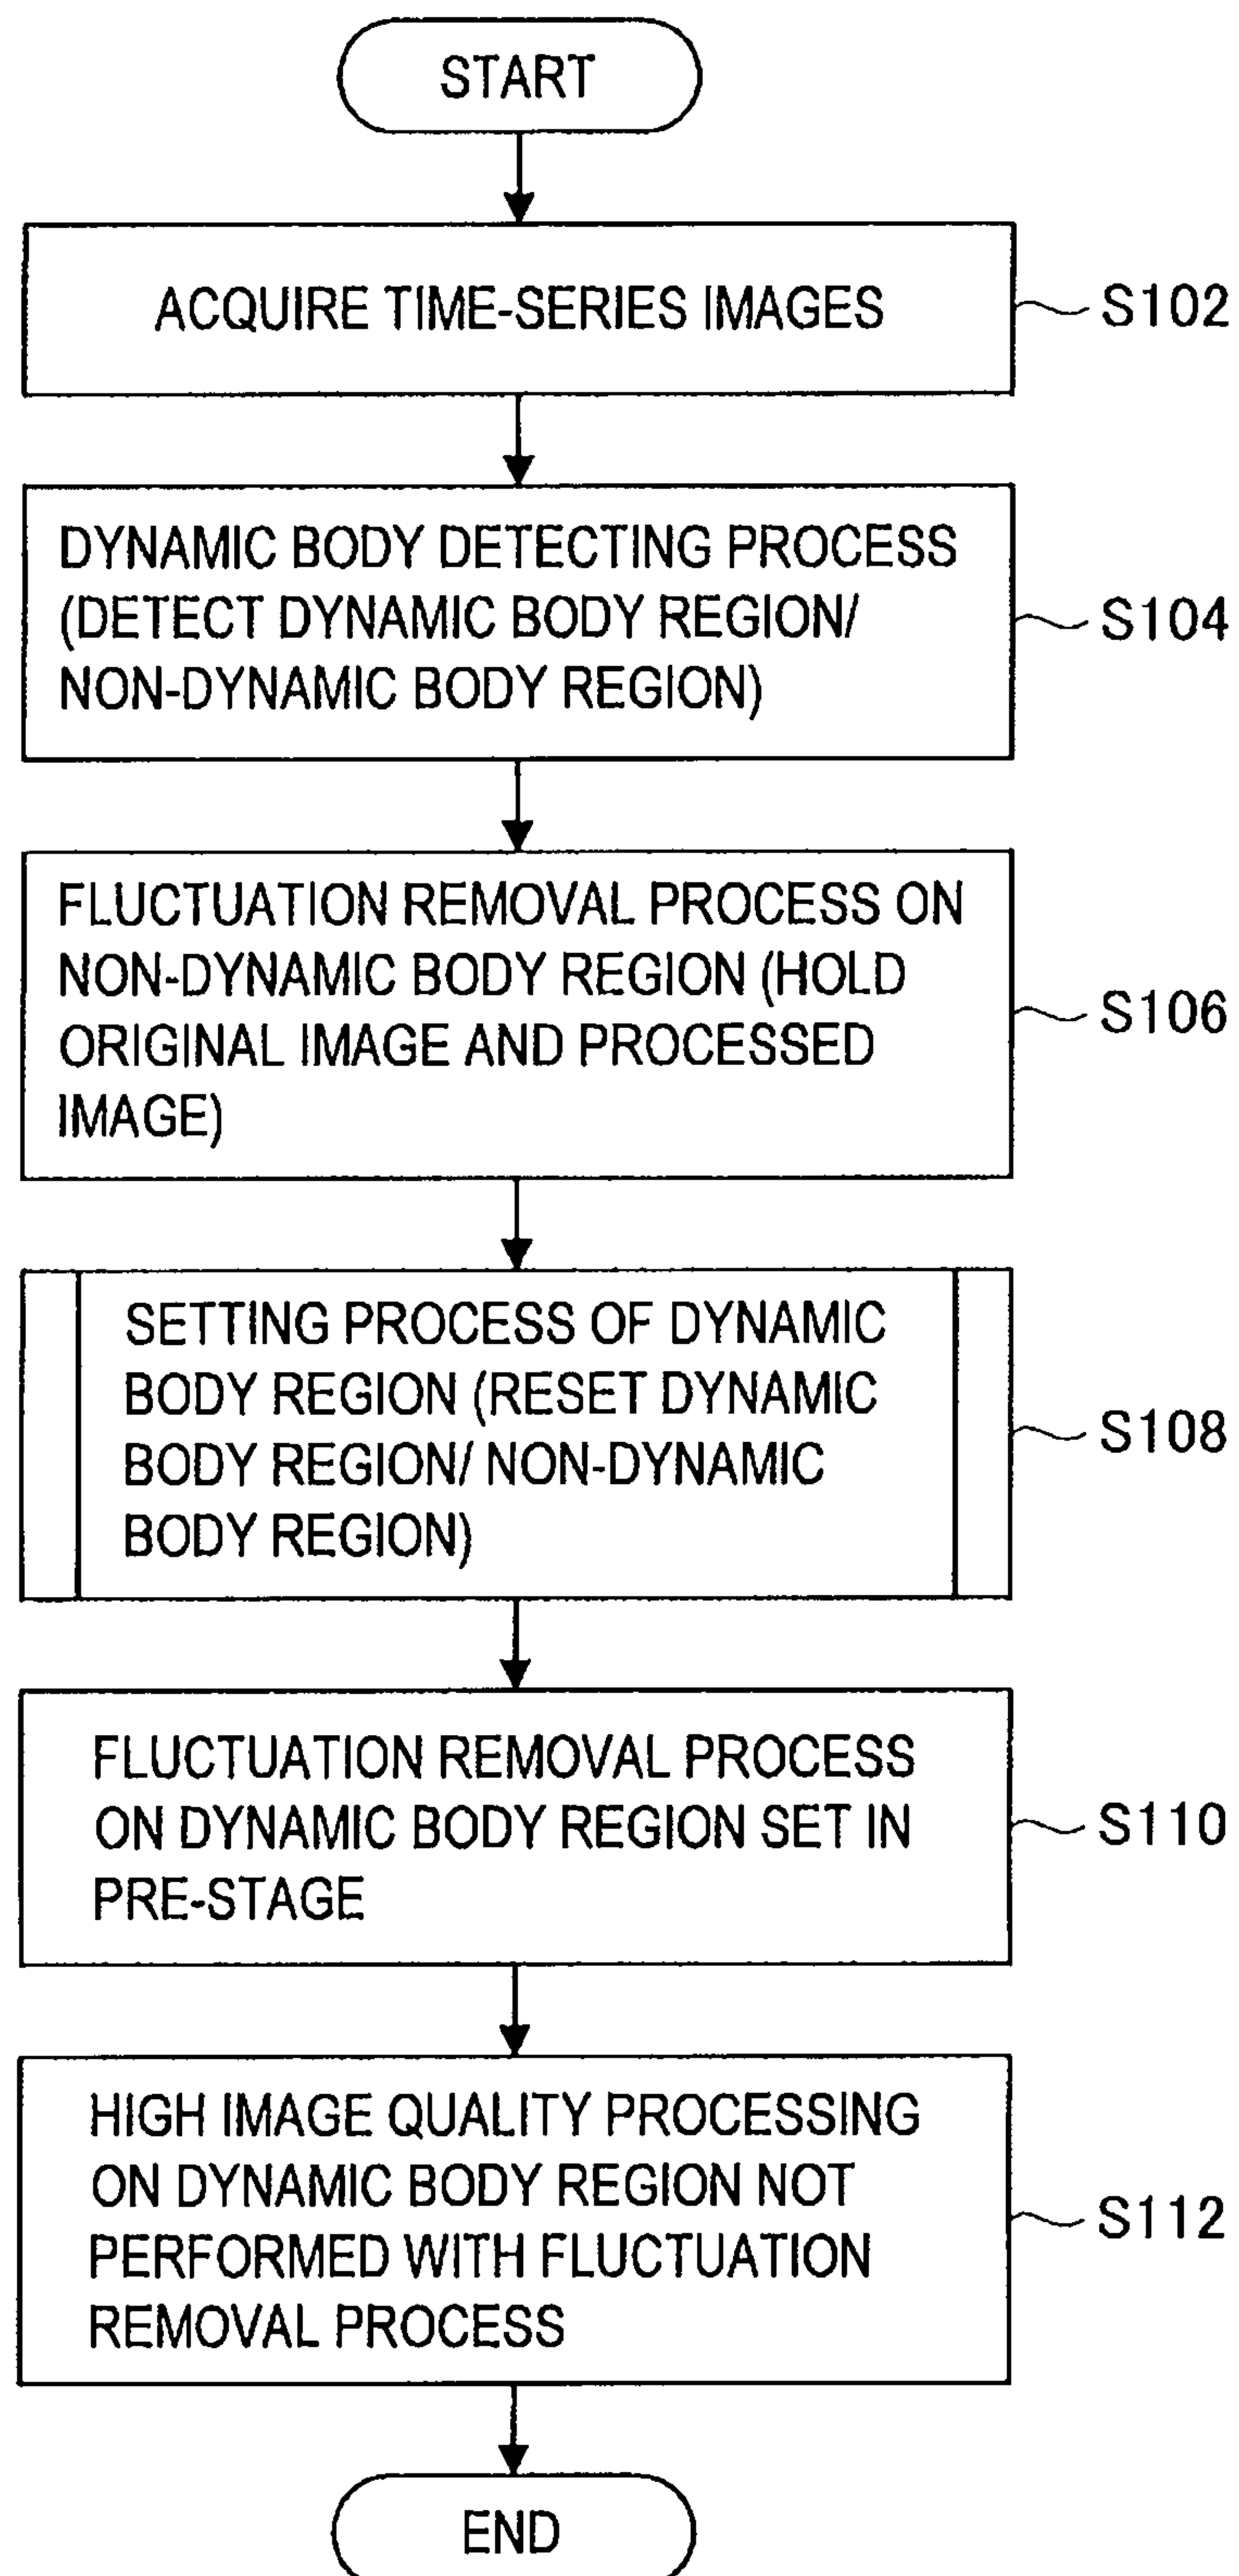 START
ACQUIRE TIME-SERIES IMAGES
S102
DYNAMIC BODY DETECTING PROCESS
(DETECT DYNAMIC BODY REGION/
NON-DYNAMIC BODY REGION)
S104
FLUCTUATION REMOVAL PROCESS ON
NON-DYNAMIC BODY REGION (HOLD
ORIGINAL IMAGE AND PROCESSED
IMAGE)
S106
SETTING PROCESS OF DYNAMIC
BODY REGION (RESET DYNAMIC
BODY REGION/ NON-DYNAMIC
BODY REGION)
S108
FLUCTUATION REMOVAL PROCESS
ON DYNAMIC BODY REGION SET IN
PRE-STAGE
S110
HIGH IMAGE QUALITY PROCESSING
ON DYNAMIC BODY REGION NOT
PERFORMED WITH FLUCTUATION
REMOVAL PROCESS
S112
END